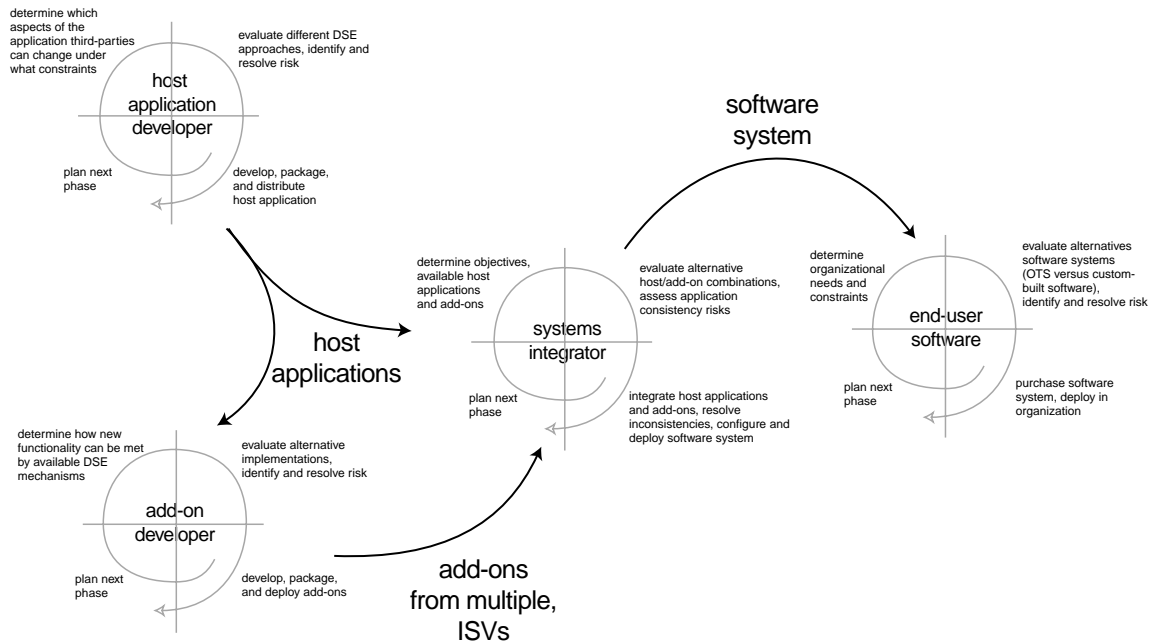 determine which
aspects of the
application third-parties
can change under
what constraints
evaluate different DSE
approaches, identify and
resolve risk
host
application
developer
plan next
phase
develop, package,
and distribute
host application
software
system
host
applications
determine objectives,
available host
applications
and add-ons
evaluate alternative
host/add-on combinations,
assess application
consistency risks
systems
integrator
plan next
phase
integrate host applications
and add-ons, resolve
inconsistencies, configure and
deploy software system
determine
organizational
needs and
constraints
evaluate alternatives
software systems
(OTS versus custom-
built software),
identify and resolve risk
end-user
software
plan next
phase
purchase software
system, deploy in
organization
determine how new
functionality can be met
by available DSE
mechanisms
evaluate alternative
implementations,
identify and resolve risk
add-on
developer
plan next
phase
develop, package,
and deploy add-ons
add-ons
from multiple,
ISVs